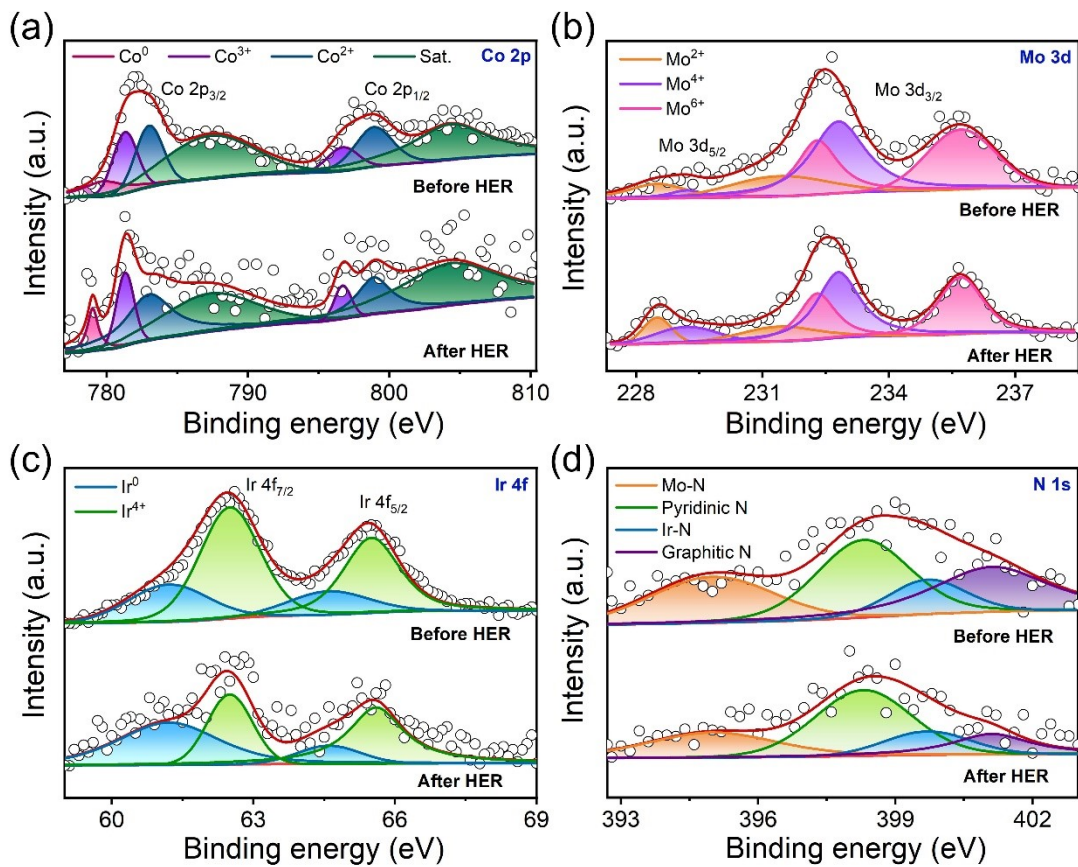 (a)
Co⁰ Co³⁺ Co²⁺ Sat. Co 2p
Co 2p₃/₂ Co 2p₁/₂
Before HER
After HER
Intensity (a.u.)
780 790 800 810
Binding energy (eV)
(b)
Mo²⁺ Mo 3d
Mo⁴⁺
Mo⁶⁺
Mo 3d₃/₂
Mo 3d₅/₂
Before HER
After HER
Intensity (a.u.)
228 231 234 237
Binding energy (eV)
(c)
Ir⁰ Ir 4f
Ir⁴⁺
Ir 4f₇/₂
Ir 4f₅/₂
Before HER
After HER
Intensity (a.u.)
60 63 66 69
Binding energy (eV)
(d)
Mo-N N 1s
Pyridinic N
Ir-N
Graphitic N
Before HER
After HER
Intensity (a.u.)
393 396 399 402
Binding energy (eV)